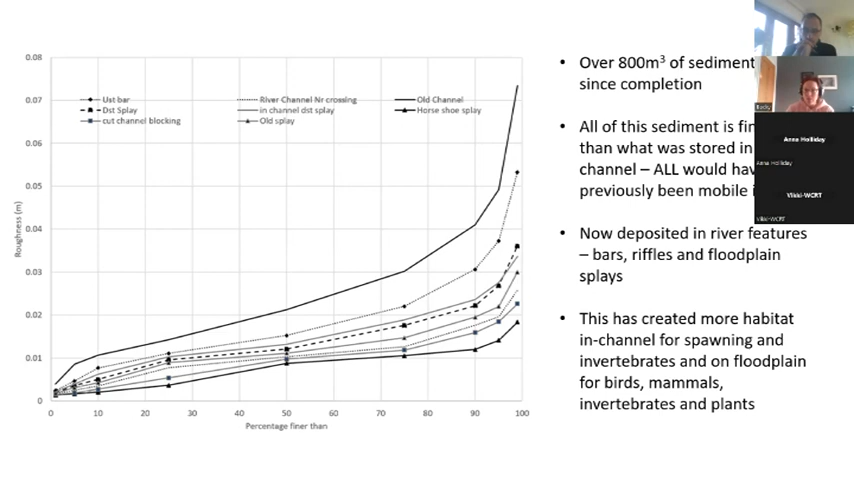 0.08
0.07
0.06
0.05
0.04
0.03
0.02
0.01
0
Roughness (m)
Ust bar
River Channel Nr crossing
Old Channel
Dst Splay
in channel dst splay
Horse shoe splay
cut channel blocking
Old splay
0 10 20 30 40 50 60 70 80 90 100
Percentage finer than
• Over 800m³ of sediment
since completion
• All of this sediment is fin
than what was stored in
channel – ALL would hav
previously been mobile i
• Now deposited in river features
– bars, riffles and floodplain
splays
• This has created more habitat
in-channel for spawning and
invertebrates and on floodplain
for birds, mammals,
invertebrates and plants
Becky
Anna Holliday
Anna Holliday
Vikki-WCRT
Vikki-WCRT